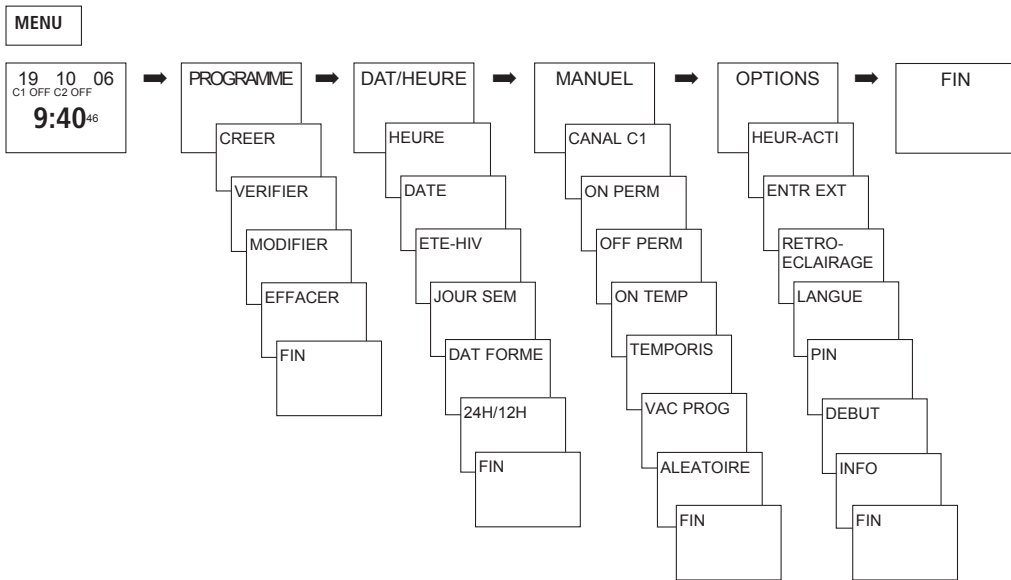 MENU
19 10 06
C1 OFF C2 OFF
9:40 46
PROGRAMME
CREER
VERIFIER
MODIFIER
EFFACER
FIN
DAT/HEURE
HEURE
DATE
ETE-HIV
JOUR SEM
DAT FORME
24H/12H
FIN
MANUEL
CANAL C1
ON PERM
OFF PERM
ON TEMP
TEMPORIS
VAC PROG
ALEATOIRE
FIN
OPTIONS
HEUR-ACTI
ENTR EXT
RETRO-
ECLAIRAGE
LANGUE
PIN
DEBUT
INFO
FIN
FIN